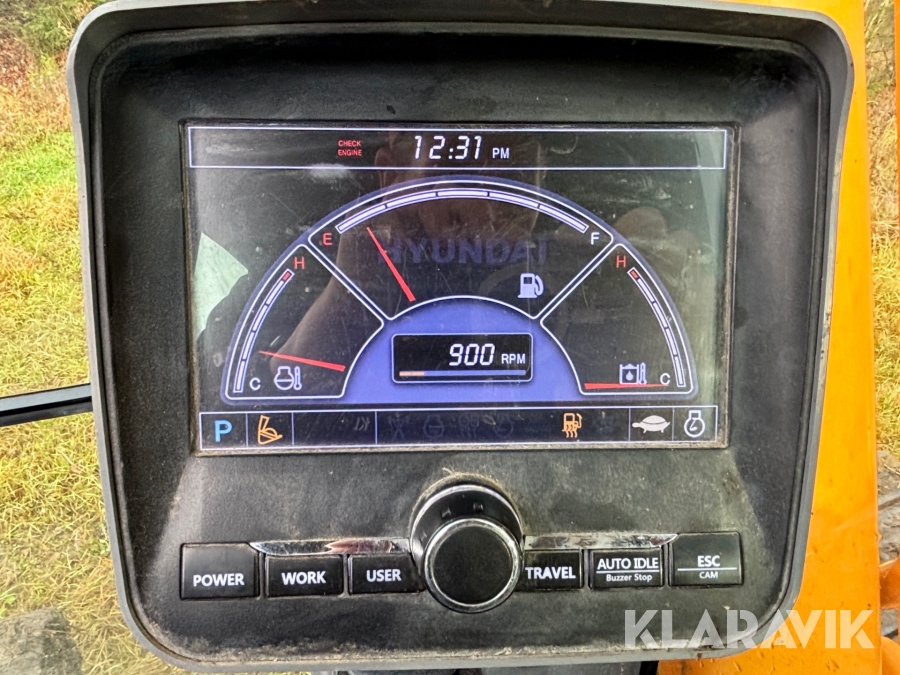 CHECK
ENGINE
12:31 PM
E
F
HYUNDAI
H
H
C
C
900 RPM
P
POWER
WORK
USER
TRAVEL
AUTO IDLE
Buzzer Stop
ESC
CAM
KLARAVIK